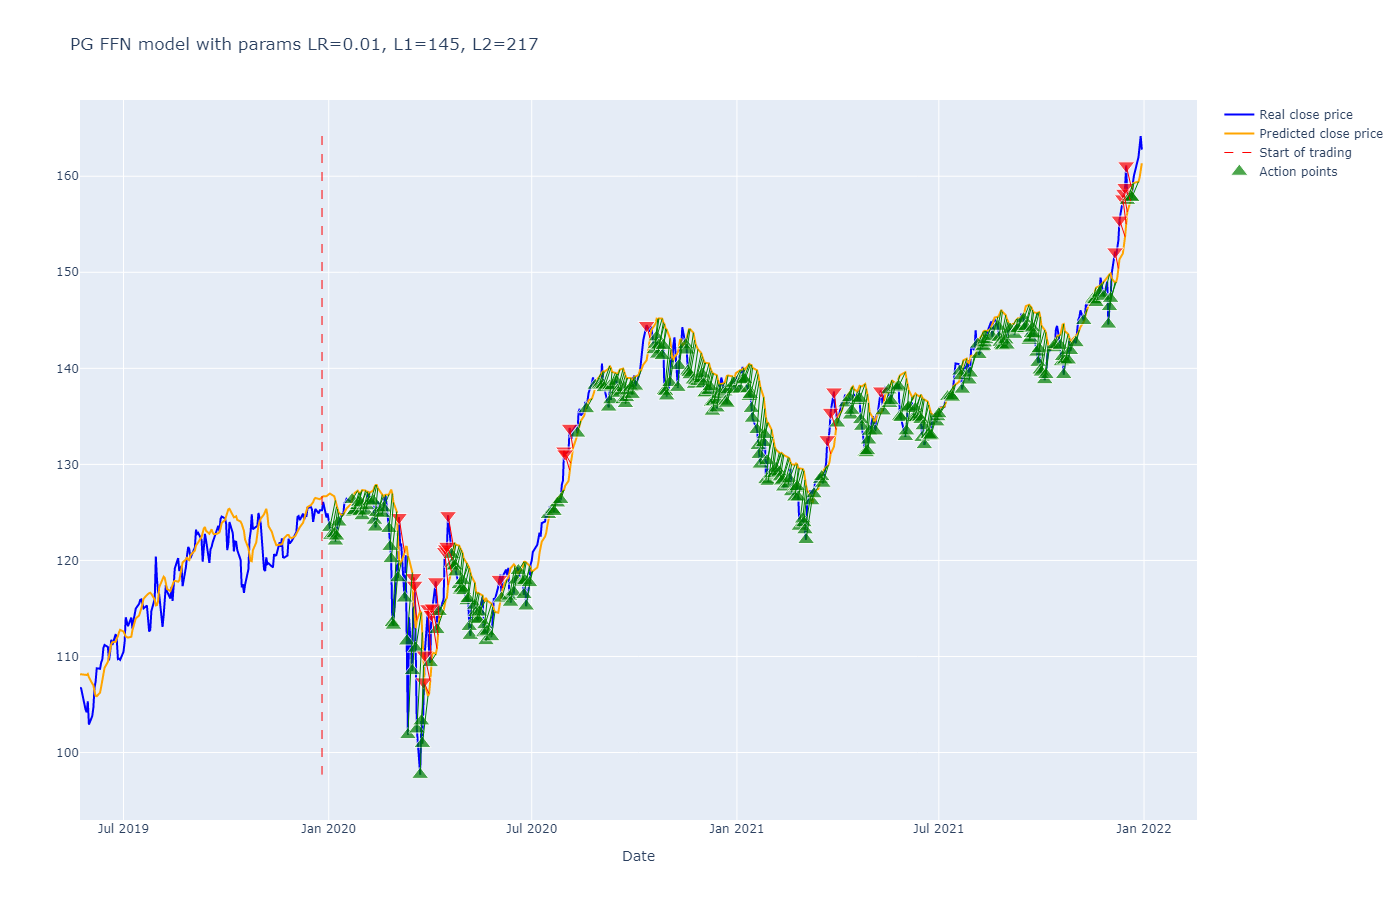 PG FFN model with params LR=0.01, L1=145, L2=217
Real close price
Predicted close price
Start of trading
Action points
160
150
140
130
120
110
100
Jul 2019
Jan 2020
Jul 2020
Jan 2021
Jul 2021
Jan 2022
Date